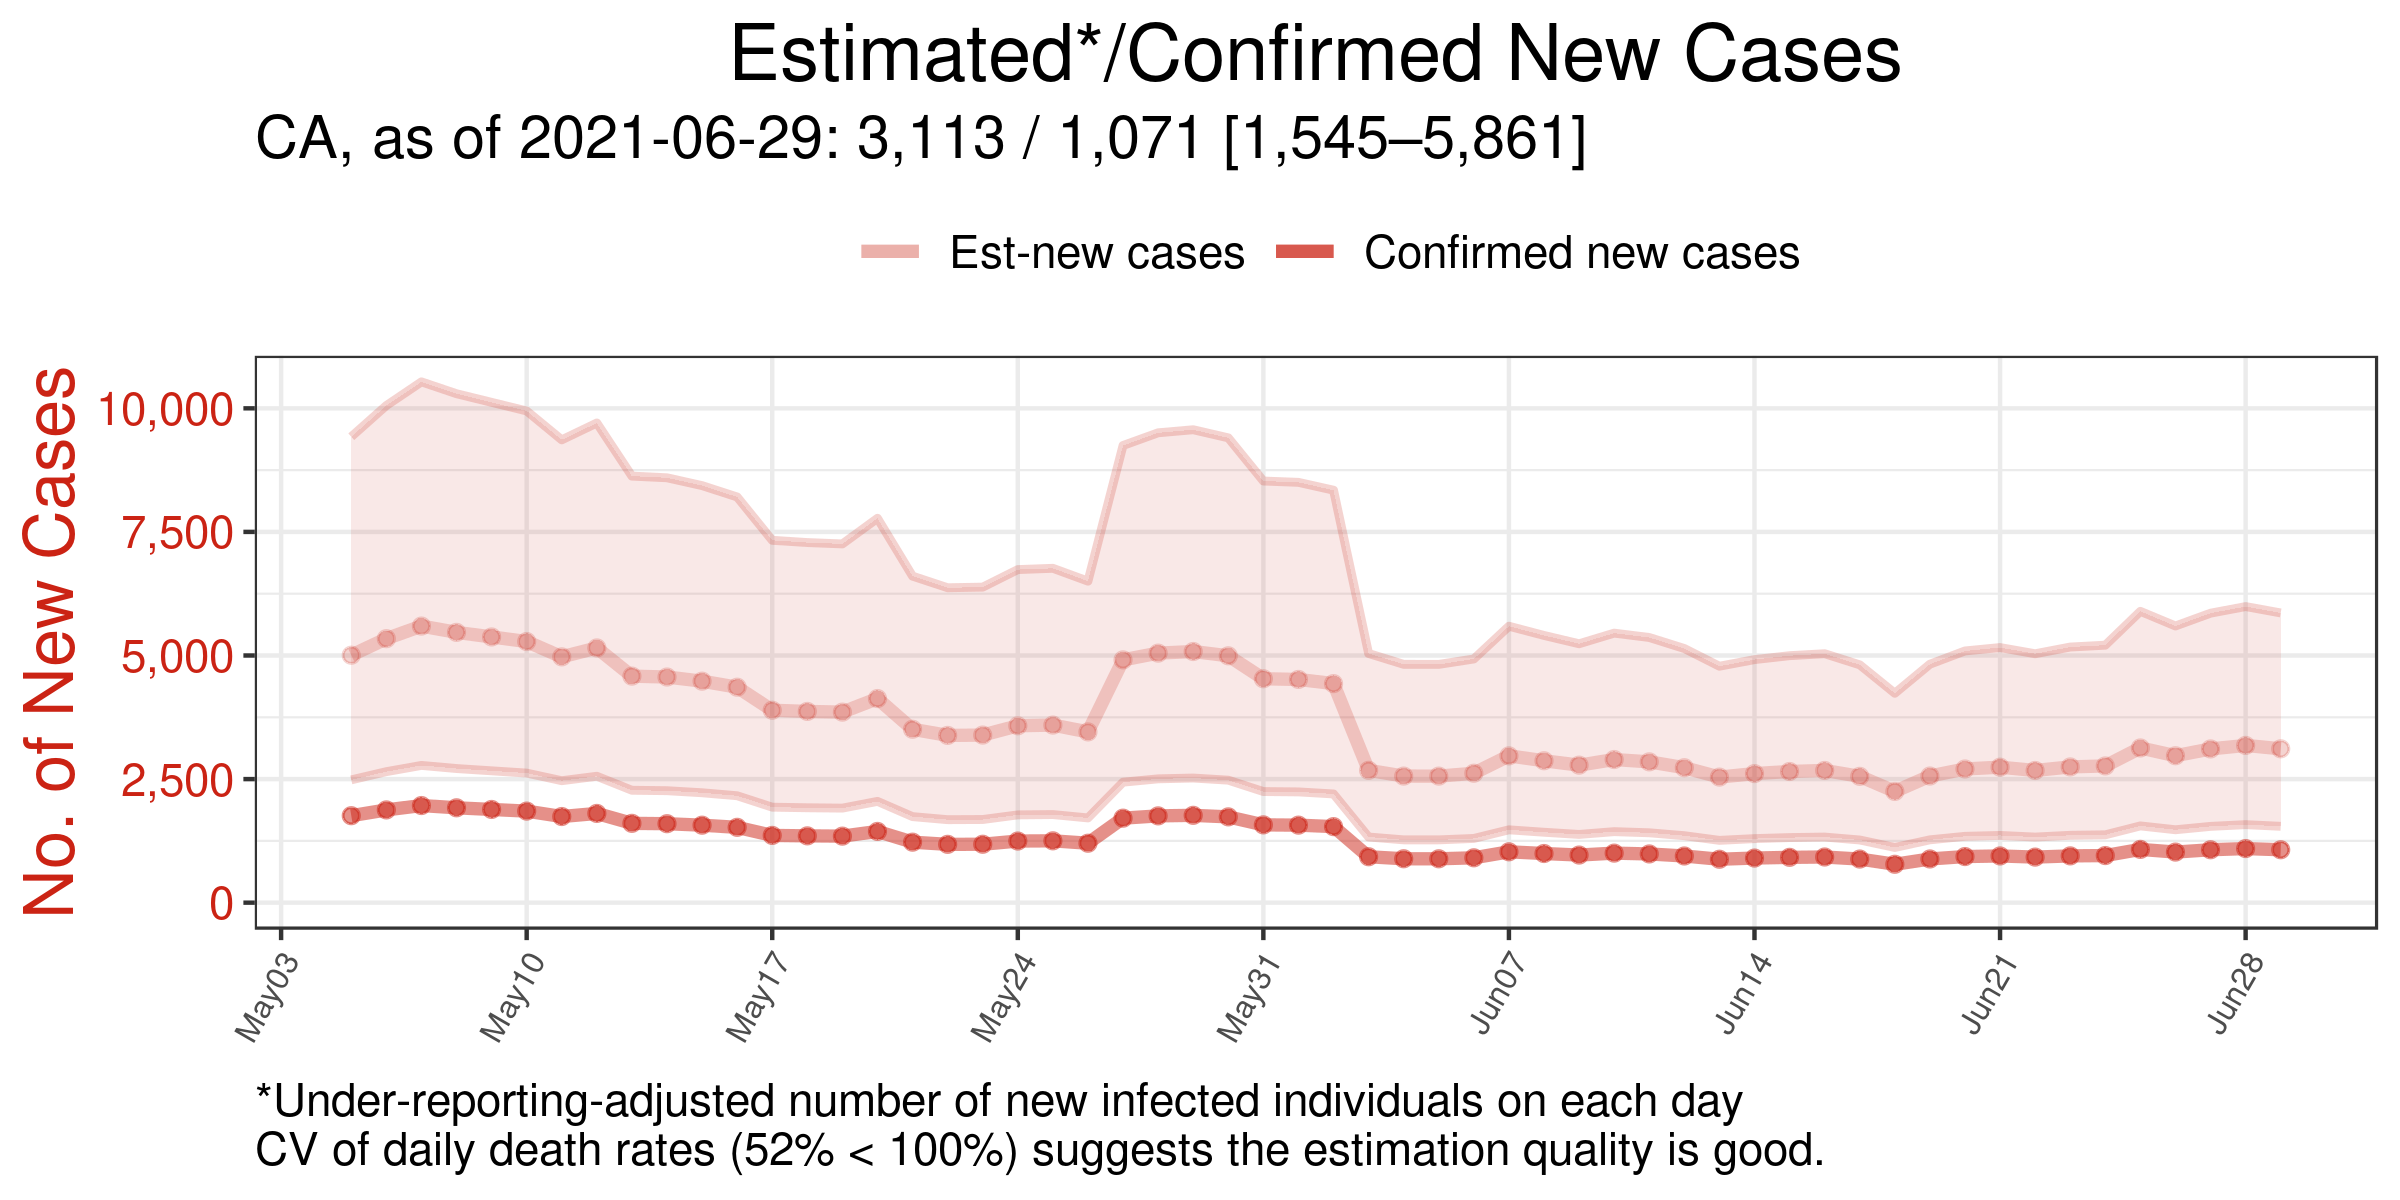 Estimated*/Confirmed New Cases
CA, as of 2021-06-29: 3,113 / 1,071 [1,545–5,861]
Est-new cases
Confirmed new cases
No. of New Cases
10,000
7,500
5,000
2,500
0
May03
May10
May17
May24
May31
Jun07
Jun14
Jun21
Jun28
*Under-reporting-adjusted number of new infected individuals on each day
CV of daily death rates (52% < 100%) suggests the estimation quality is good.